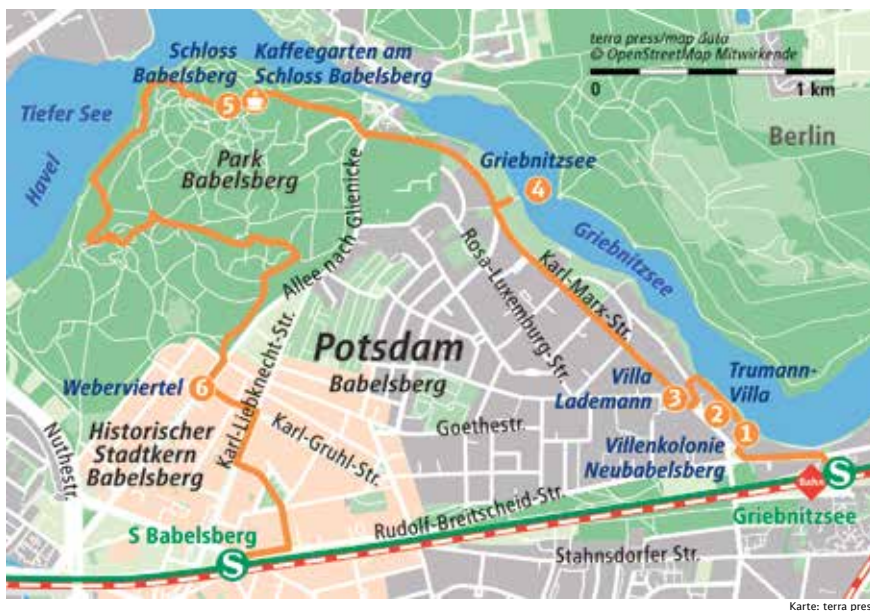 terra press/map data
© OpenStreetMap Mitwirkende
0
1 km
Schloss
Babelsberg
Kaffeegarten am
Schloss Babelsberg
5
Tiefer See
Havel
Park
Babelsberg
Berlin
Griebnitzsee
4
Griebnitzsee
Allee nach Glienicke
Rosa-Luxemburg-Str.
Karl-Marx-Str.
Potsdam
Babelsberg
Weberviertel
6
Villa
Lademann
3
Trumann-
Villa
2
1
Historischer
Stadtkern
Babelsberg
Nuthestr.
Karl-Liebknecht-Str.
Karl-Gruhl-Str.
Goethestr.
Villenkolonie
Neubabelsberg
Bahn
S
Griebnitzsee
S Babelsberg
S
Rudolf-Breitscheid-Str.
Stahnsdorfer Str.
Karte: terra press